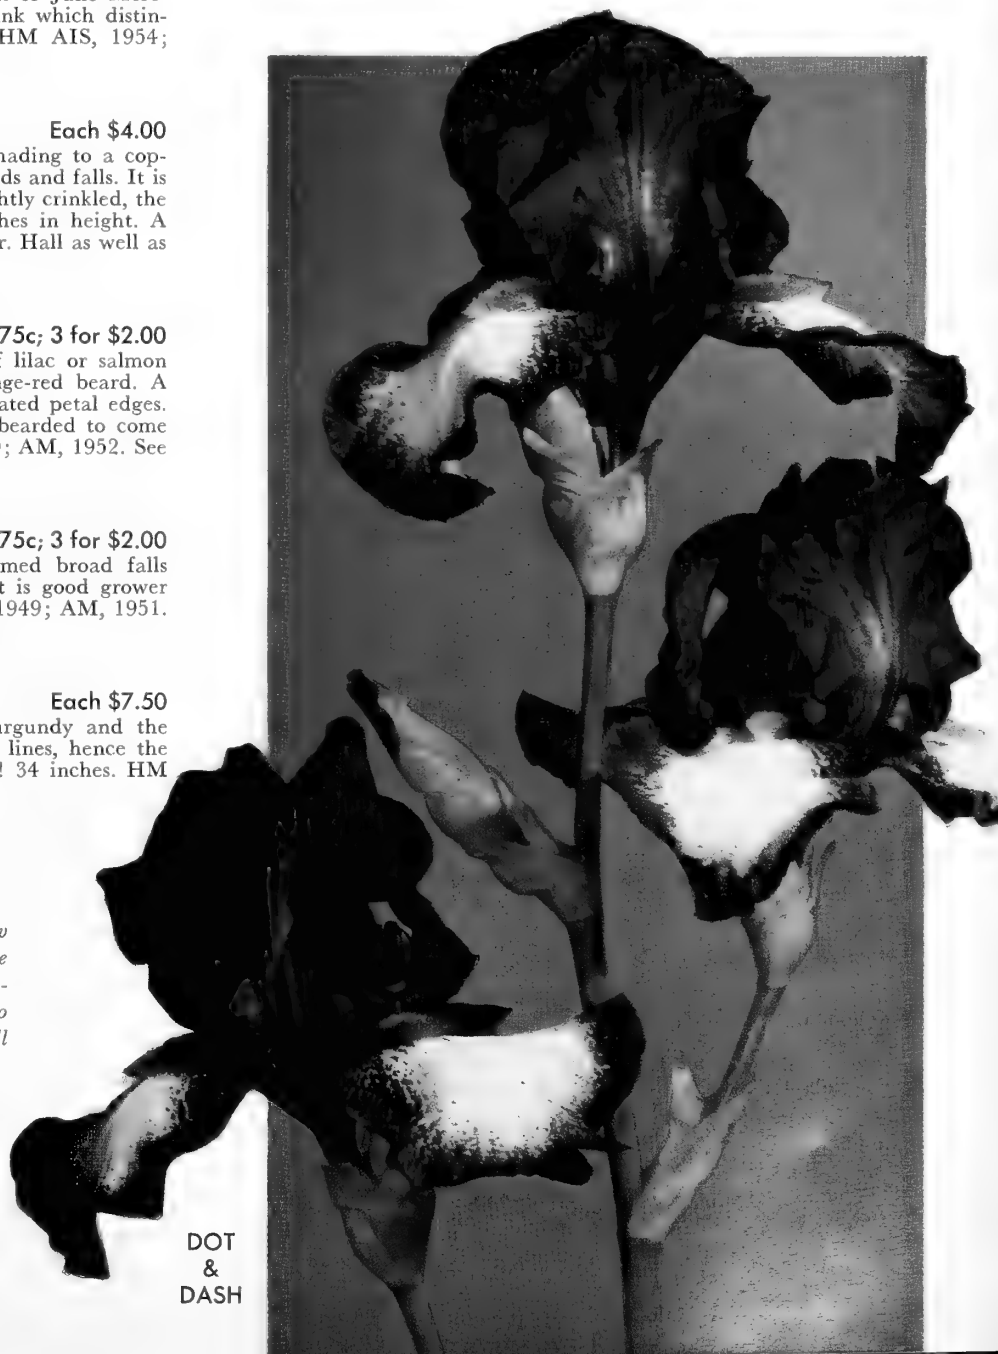 nk which distin-
HM AIS, 1954;
Each $4.00
nading to a cop-
ds and falls. It is
htly crinkled, the
hes in height. A
r. Hall as well as
75c; 3 for $2.00
lilac or salmon
ge-red beard. A
ated petal edges.
bearded to come
; AM, 1952. See
75c; 3 for $2.00
med broad falls
t is good grower
1949; AM, 1951.
Each $7.50
urgundy and the
lines, hence the
! 34 inches. HM
w
e
-
o
ll
DOT
&
DASH